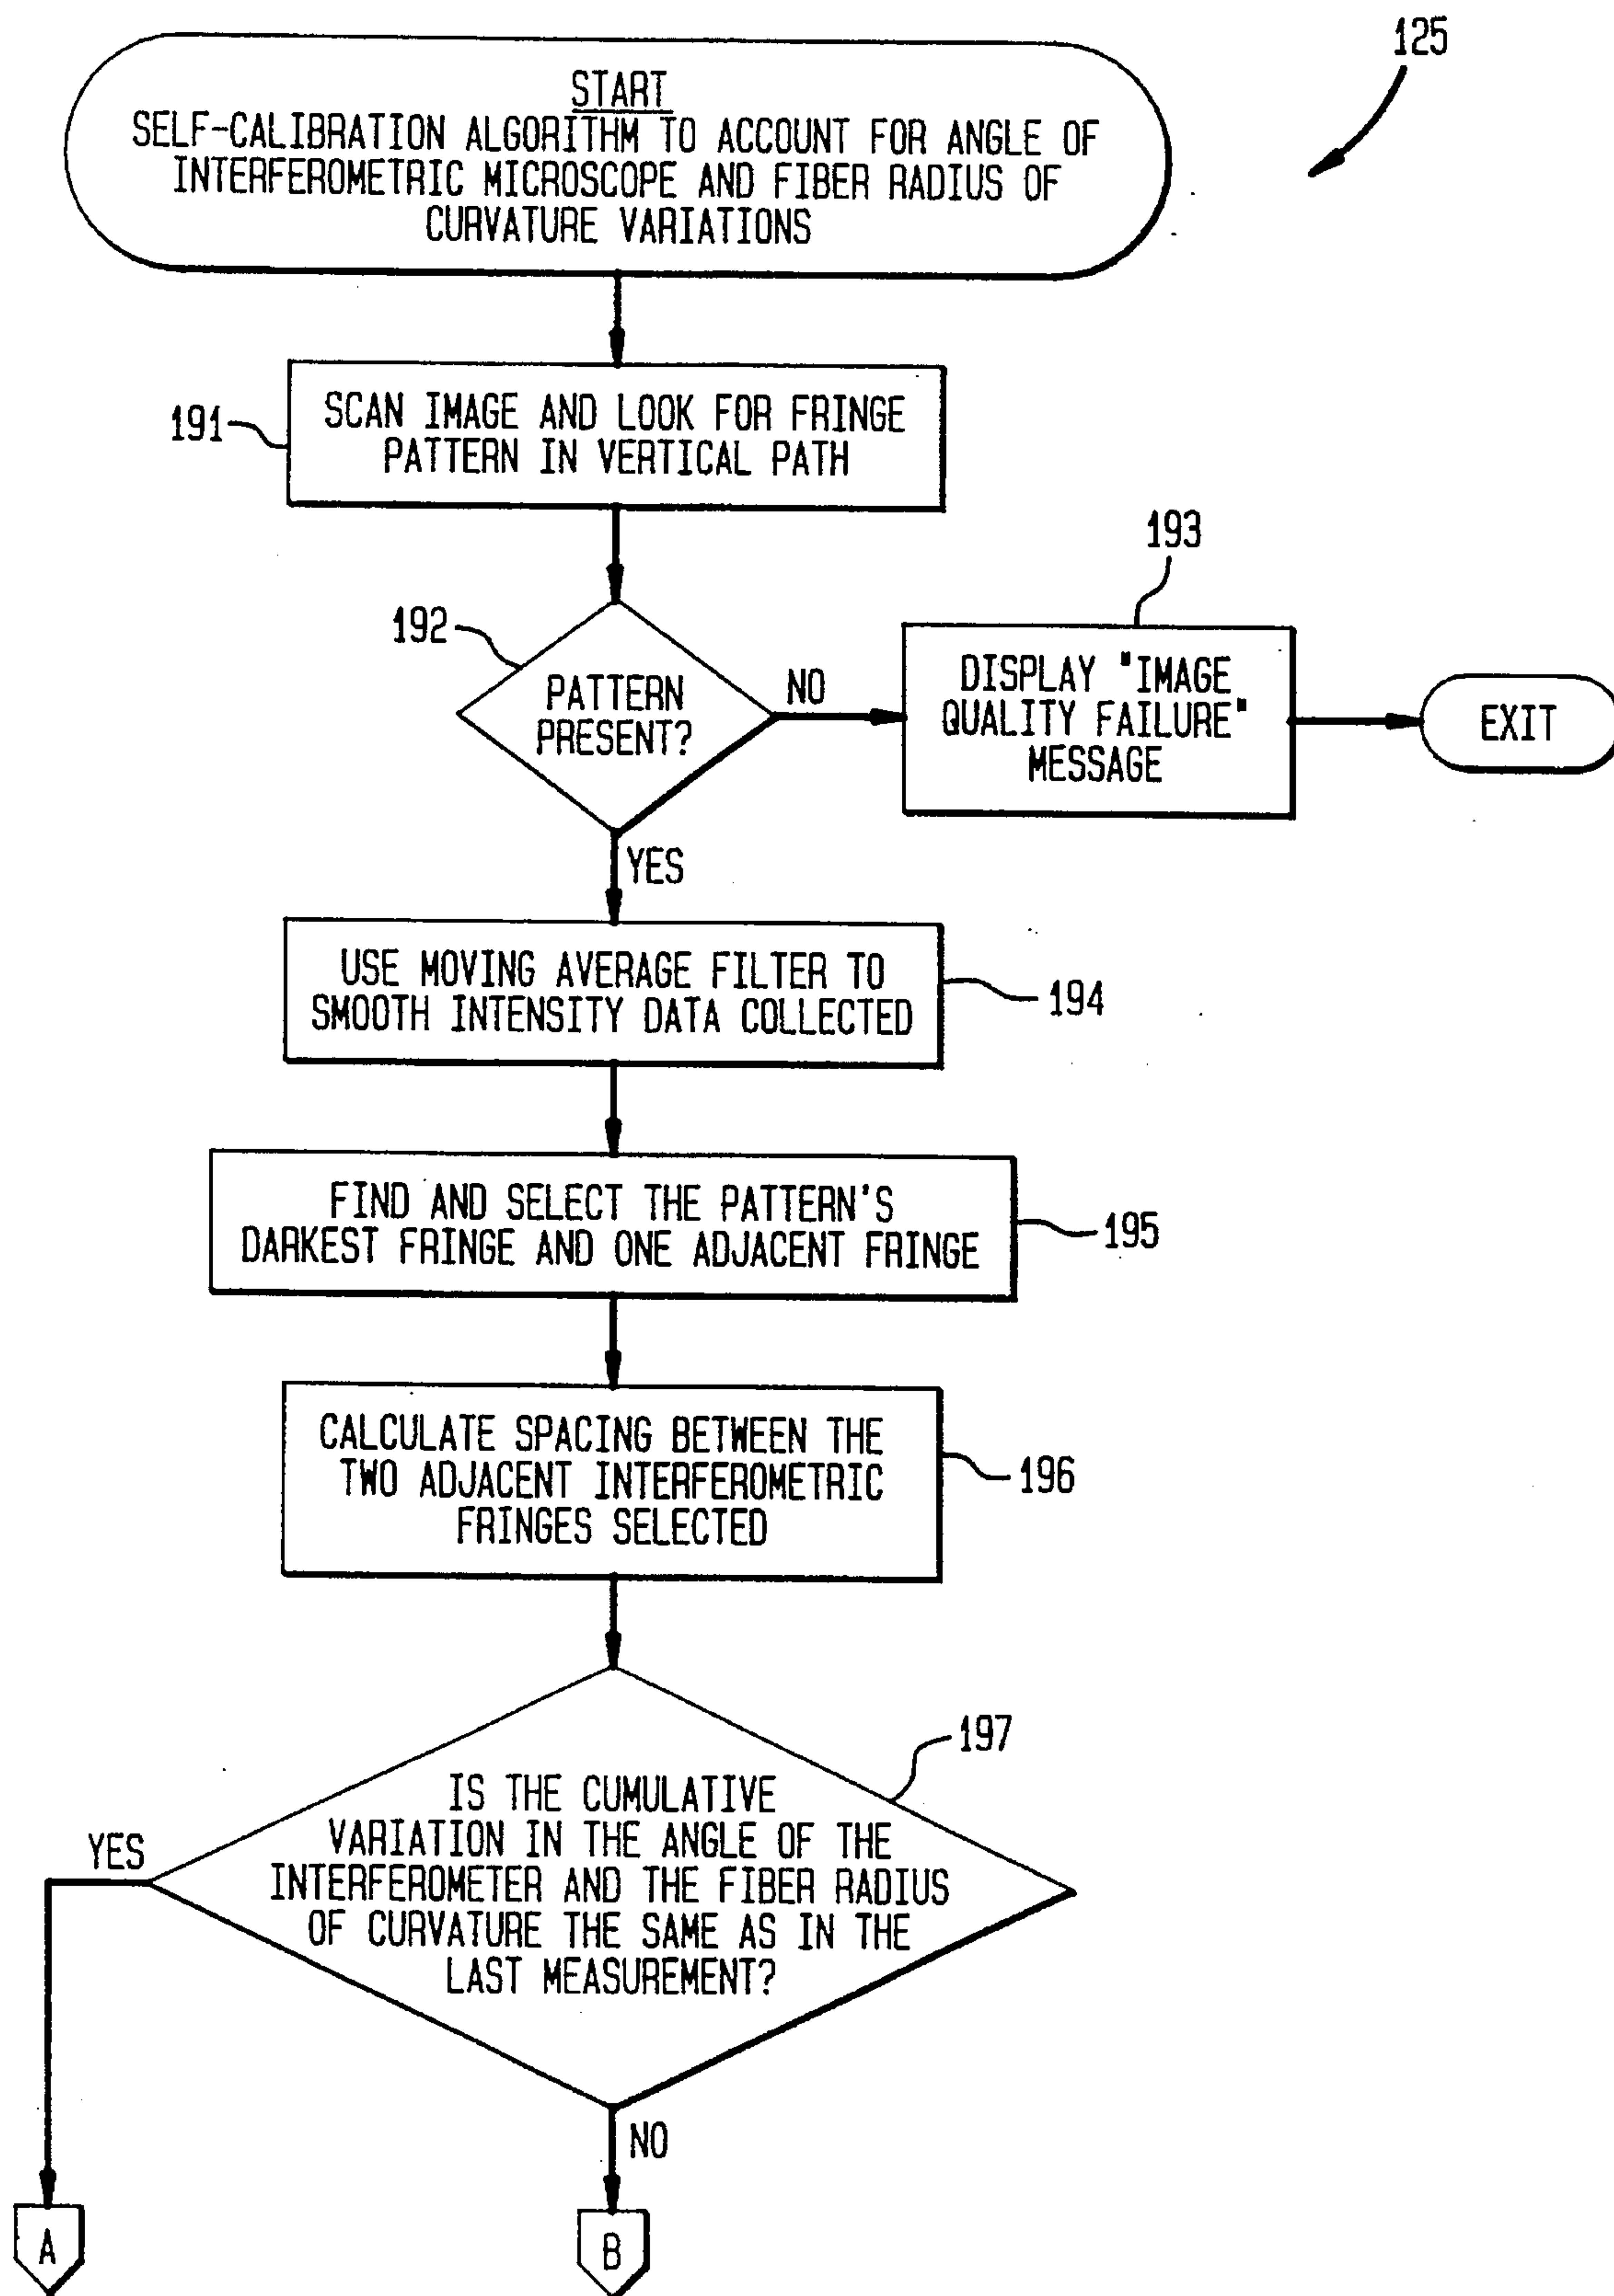 125
START
SELF-CALIBRATION ALGORITHM TO ACCOUNT FOR ANGLE OF
INTERFEROMETRIC MICROSCOPE AND FIBER RADIUS OF
CURVATURE VARIATIONS
191
SCAN IMAGE AND LOOK FOR FRINGE
PATTERN IN VERTICAL PATH
192
PATTERN
PRESENT?
NO
193
DISPLAY "IMAGE
QUALITY FAILURE"
MESSAGE
EXIT
YES
USE MOVING AVERAGE FILTER TO
SMOOTH INTENSITY DATA COLLECTED
194
FIND AND SELECT THE PATTERN'S
DARKEST FRINGE AND ONE ADJACENT FRINGE
195
CALCULATE SPACING BETWEEN THE
TWO ADJACENT INTERFEROMETRIC
FRINGES SELECTED
196
197
IS THE CUMULATIVE
VARIATION IN THE ANGLE OF THE
INTERFEROMETER AND THE FIBER RADIUS
OF CURVATURE THE SAME AS IN THE
LAST MEASUREMENT?
YES
NO
A
B